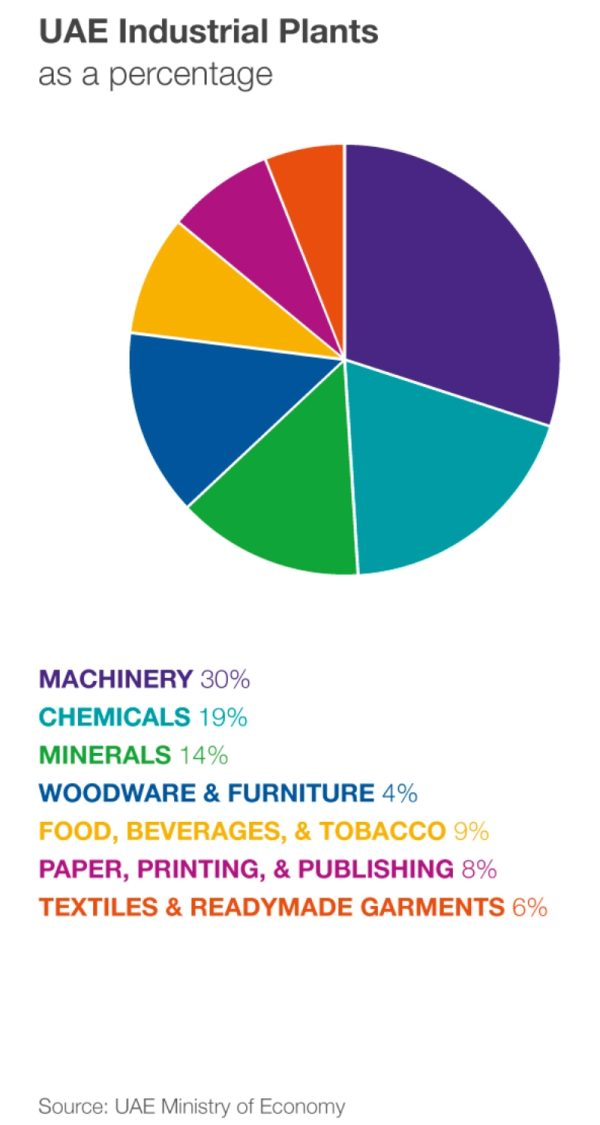 UAE Industrial Plants
as a percentage
MACHINERY 30%
CHEMICALS 19%
MINERALS 14%
WOODWARE & FURNITURE 4%
FOOD, BEVERAGES, & TOBACCO 9%
PAPER, PRINTING, & PUBLISHING 8%
TEXTILES & READYMADE GARMENTS 6%
Source: UAE Ministry of Economy